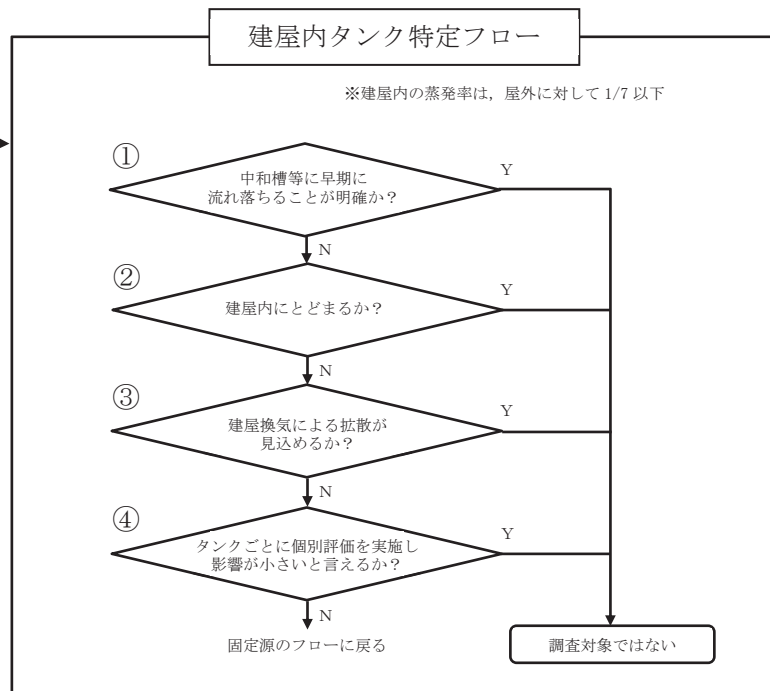 建屋内タンク特定フロー
※建屋内の蒸発率は，屋外に対して 1/7 以下
①
中和槽等に早期に
流れ落ちることが明確か？
Y
N
②
建屋内にとどまるか？
Y
N
③
建屋換気による拡散が
見込めるか？
Y
N
④
タンクごとに個別評価を実施し
影響が小さいと言えるか？
Y
N
固定源のフローに戻る
調査対象ではない